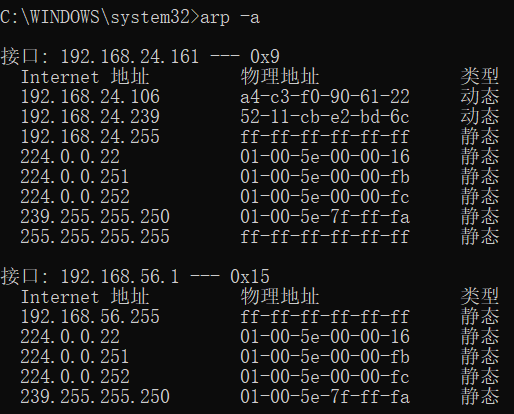 C:\WINDOWS\system32>arp -a
接口: 192.168.24.161 --- 0x9
Internet 地址 物理地址 类型
192.168.24.106 a4-c3-f0-90-61-22 动态
192.168.24.239 52-11-cb-e2-bd-6c 动态
192.168.24.255 ff-ff-ff-ff-ff-ff 静态
224.0.0.22 01-00-5e-00-00-16 静态
224.0.0.251 01-00-5e-00-00-fb 静态
224.0.0.252 01-00-5e-00-00-fc 静态
239.255.255.250 01-00-5e-7f-ff-fa 静态
255.255.255.255 ff-ff-ff-ff-ff-ff 静态
接口: 192.168.56.1 --- 0x15
Internet 地址 物理地址 类型
192.168.56.255 ff-ff-ff-ff-ff-ff 静态
224.0.0.22 01-00-5e-00-00-16 静态
224.0.0.251 01-00-5e-00-00-fb 静态
224.0.0.252 01-00-5e-00-00-fc 静态
239.255.255.250 01-00-5e-7f-ff-fa 静态